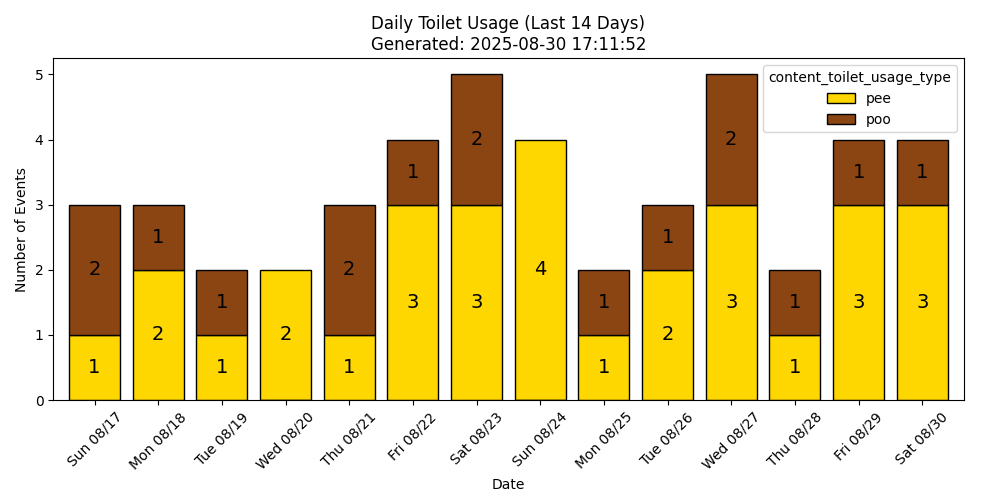 Daily Toilet Usage (Last 14 Days)
Generated: 2025-08-30 17:11:52
content_toilet_usage_type
pee
poo
Number of Events
5
4
3
2
1
0
2
1
1
2
1
1
2
2
1
1
3
2
3
4
1
1
1
2
2
3
1
1
1
3
1
3
Sun 08/17
Mon 08/18
Tue 08/19
Wed 08/20
Thu 08/21
Fri 08/22
Sat 08/23
Sun 08/24
Mon 08/25
Tue 08/26
Wed 08/27
Thu 08/28
Fri 08/29
Sat 08/30
Date